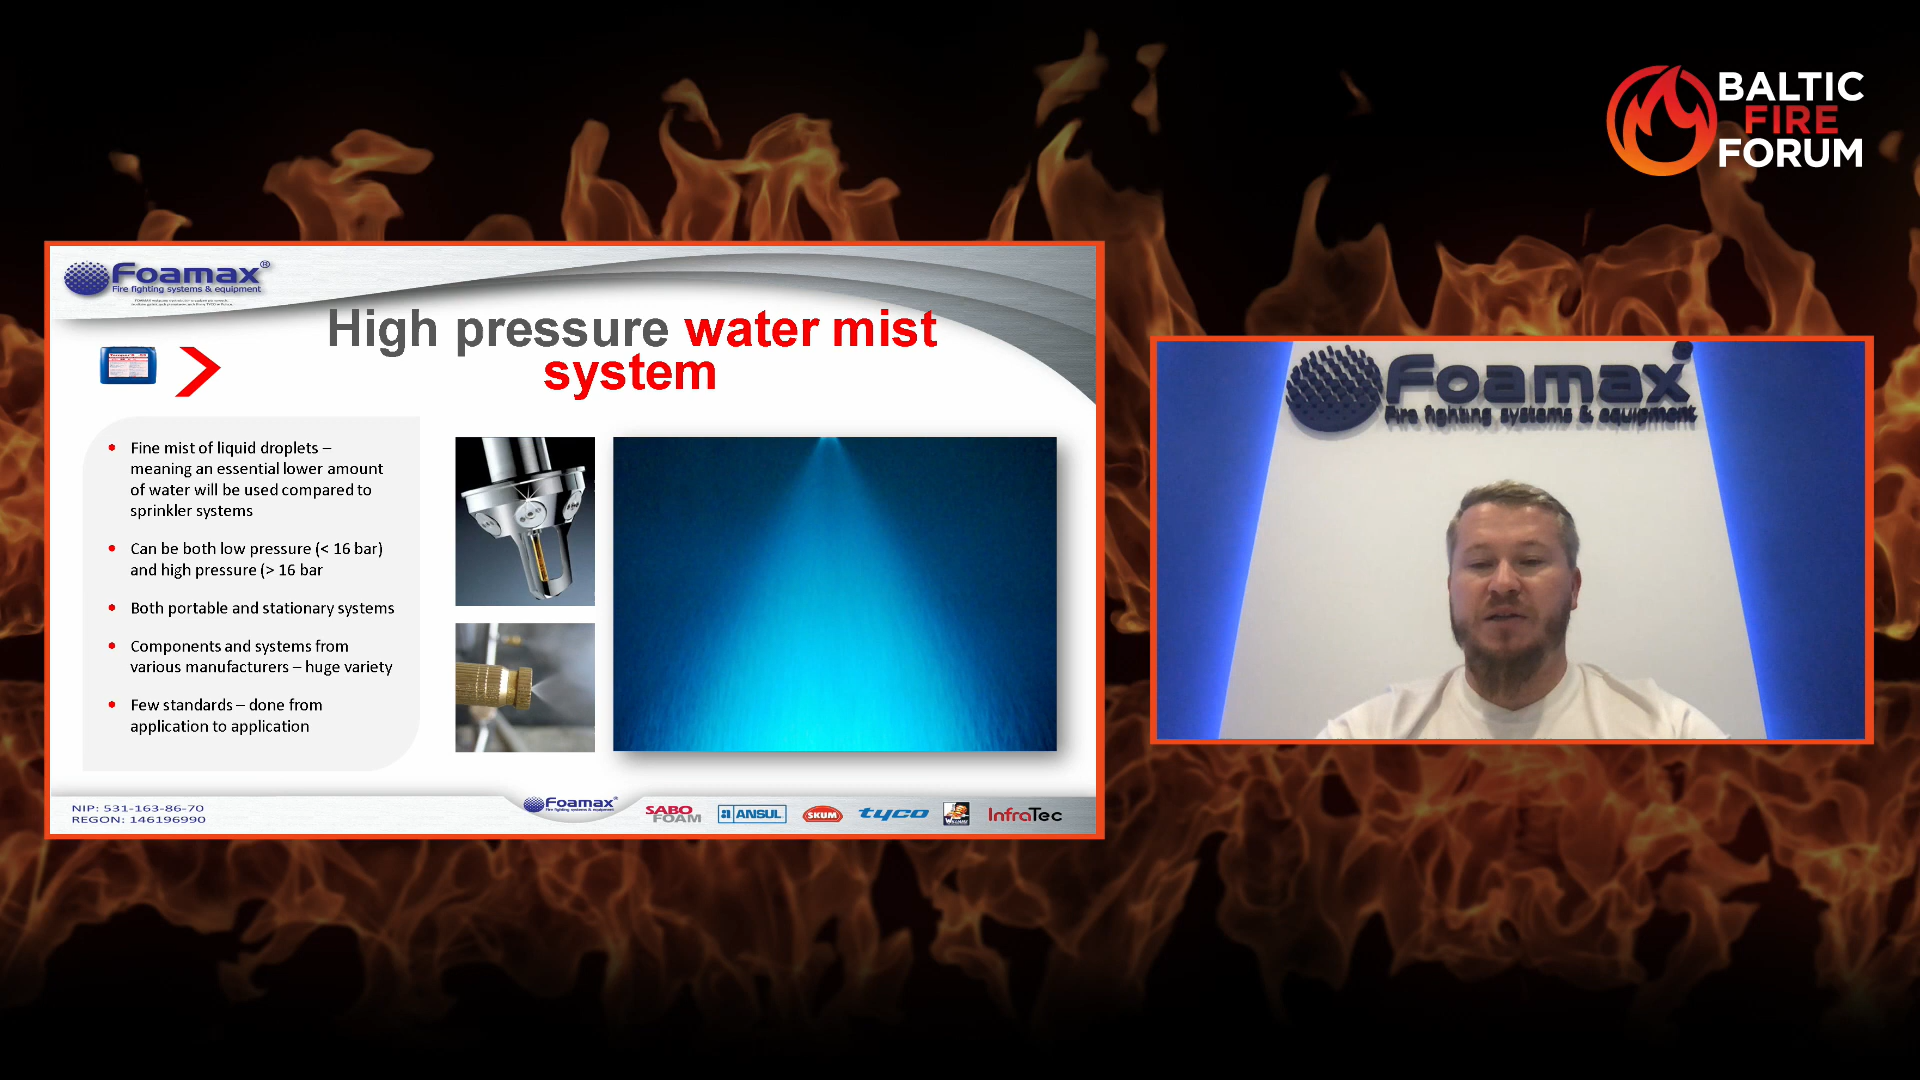 BALTIC
FIRE
FORUM
Foamax®
Fire fighting systems & equipment
High pressure water mist
system
• Fine mist of liquid droplets –
meaning an essential lower amount
of water will be used compared to
sprinkler systems
• Can be both low pressure (< 16 bar)
and high pressure (> 16 bar
• Both portable and stationary systems
• Components and systems from
various manufacturers – huge variety
• Few standards – done from
application to application
NIP: 531-163-86-70
REGON: 146196990
Foamax
Fire fighting systems & equipment
SABO
FOAM
ANSUL
SKUM
tyco
InfraTec
Foamax
Fire fighting systems & equipment